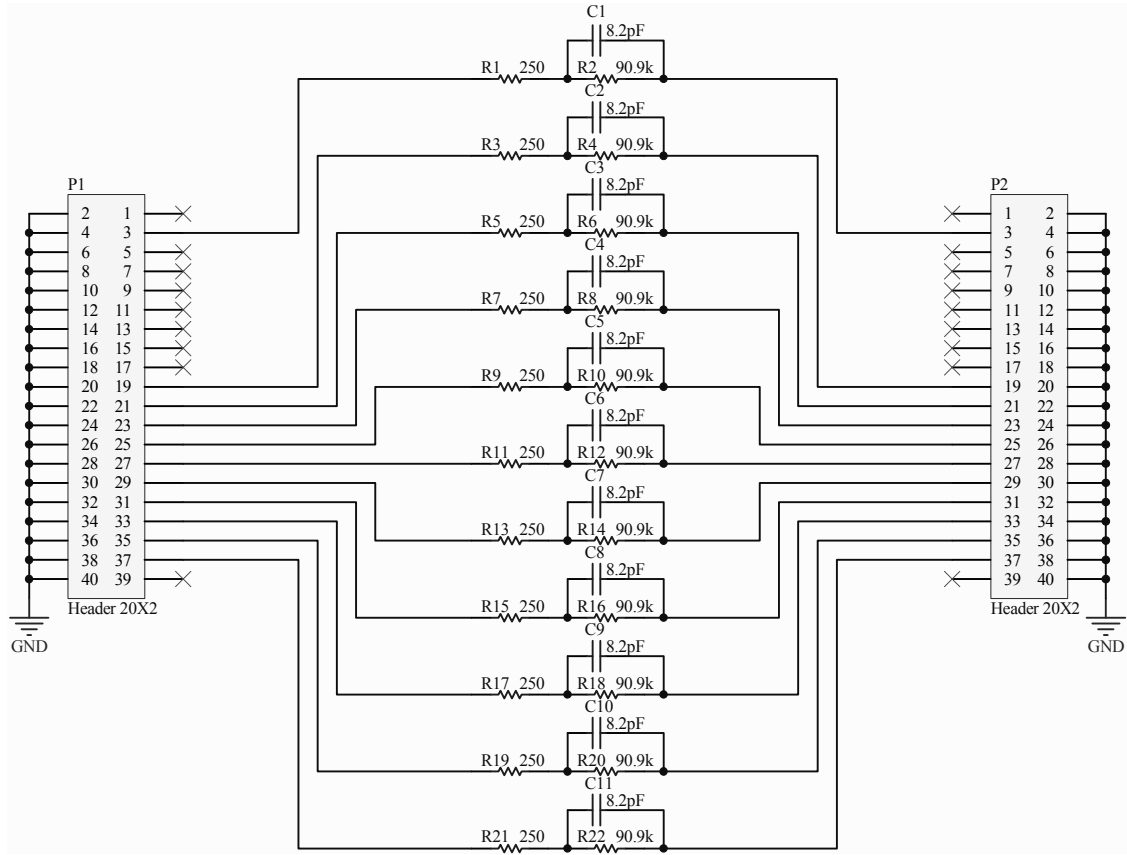 C1
8.2pF
R1 250 R2 90.9k
C2
8.2pF
R3 250 R4 90.9k
C3
P1 P2
8.2pF
2 1 1 2
4 3 R5 250 R6 90.9k 3 4
C4
6 5 5 6
8 7 8.2pF 7 8
10 9 9 10
12 11 R7 250 R8 90.9k 11 12
C5
14 13 13 14
16 15 8.2pF 15 16
18 17 17 18
20 19 R9 250 R10 90.9k 19 20
C6
22 21 21 22
24 23 8.2pF 23 24
26 25 25 26
28 27 R11 250 R12 90.9k 27 28
C7
30 29 29 30
32 31 8.2pF 31 32
34 33 33 34
36 35 R13 250 R14 90.9k 35 36
C8
38 37 37 38
40 39 8.2pF 39 40
Header 20X2 R15 250 R16 90.9k Header 20X2
C9
GND GND
8.2pF
R17 250 R18 90.9k
C10
8.2pF
R19 250 R20 90.9k
C11
8.2pF
R21 250 R22 90.9k